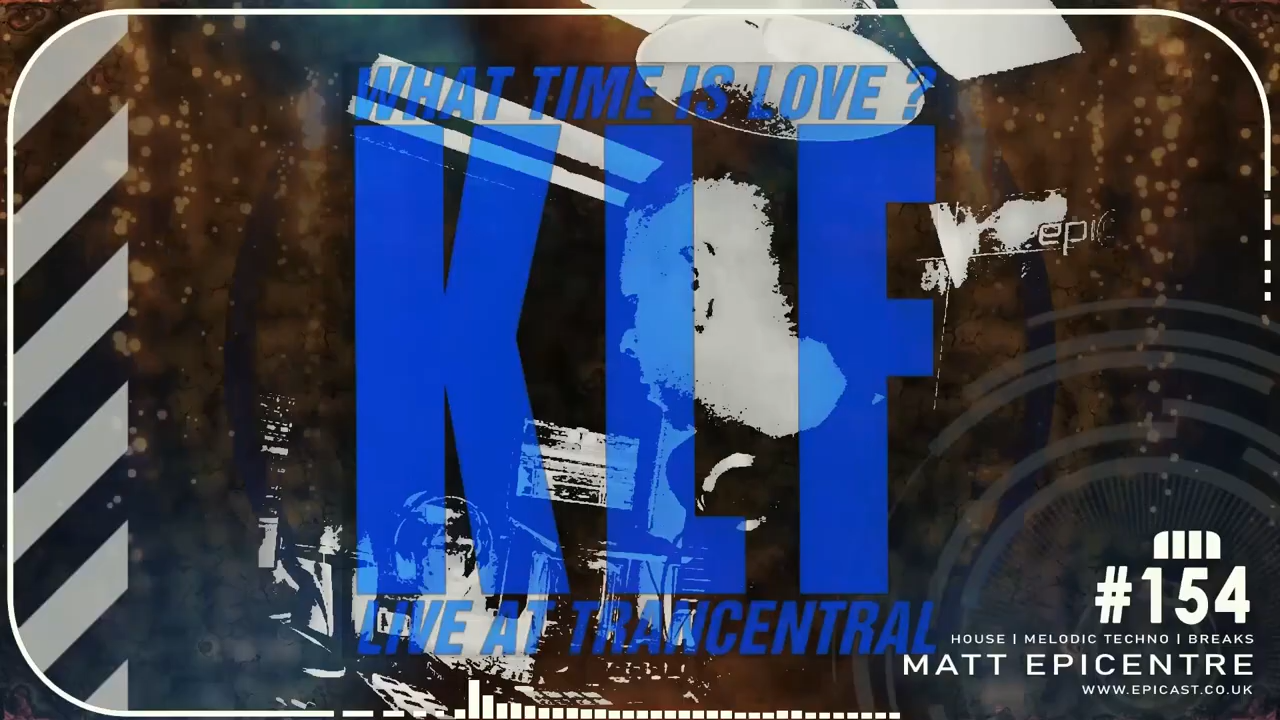 WHAT TIME IS LOVE ?
KLF
epic
LIVE AT TRANCENTRAL
#154
HOUSE | MELODIC TECHNO | BREAKS
MATT EPICENTRE
WWW.EPICAST.CO.UK